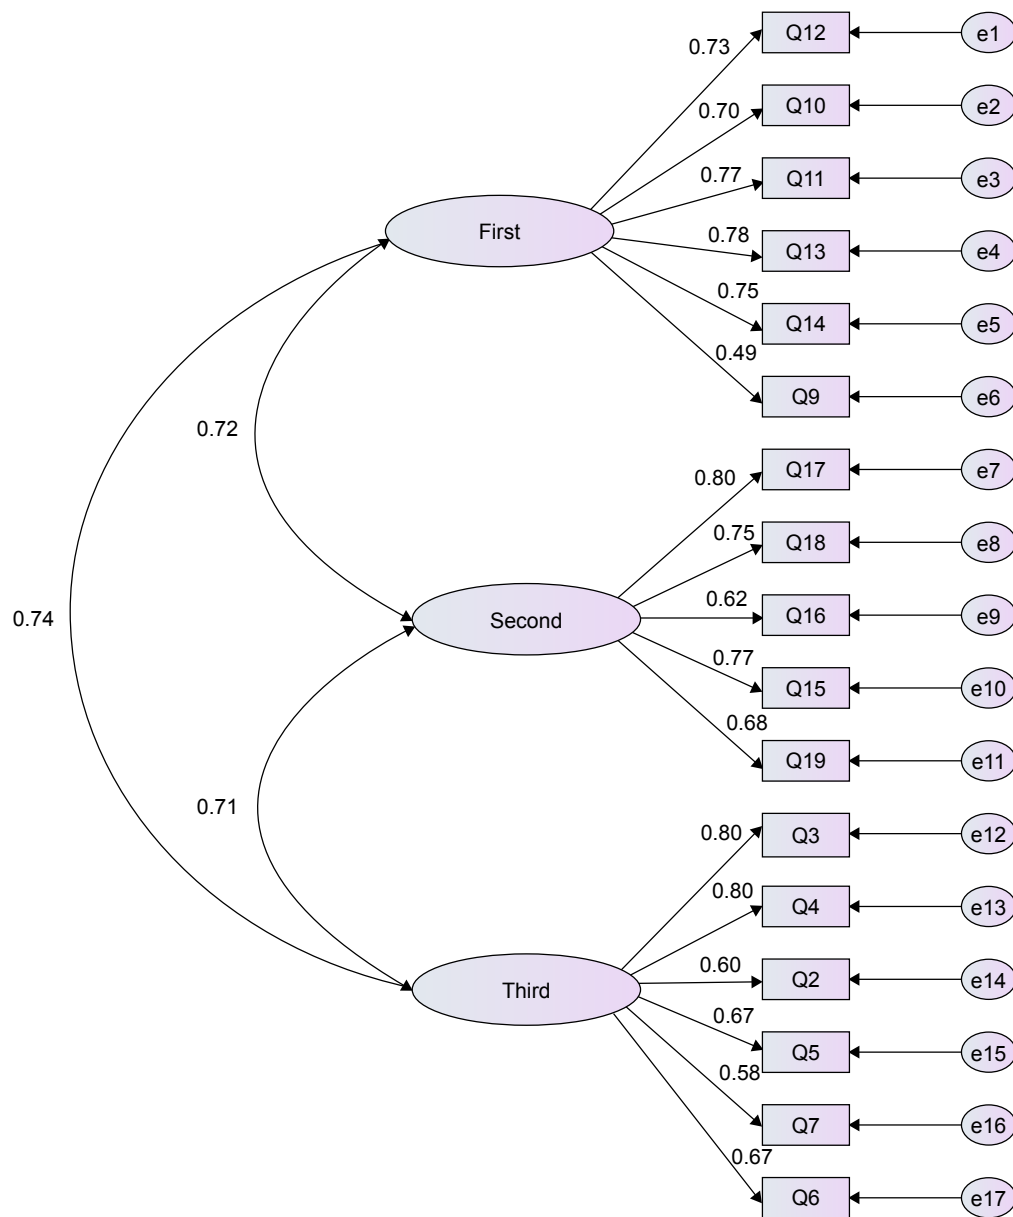 Q12 e1
0.73
0.70 Q10 e2
0.77 Q11 e3
First
0.78 Q13 e4
0.75
Q14 e5
0.49
Q9 e6
0.72
Q17 e7
0.80
0.75 Q18 e8
0.62
0.74 Second Q16 e9
0.77
Q15 e10
0.68
Q19 e11
0.71
0.80 Q3 e12
0.80
Q4 e13
0.60
Third Q2 e14
0.67
Q5 e15
0.58
Q7 e16
0.67
Q6 e17